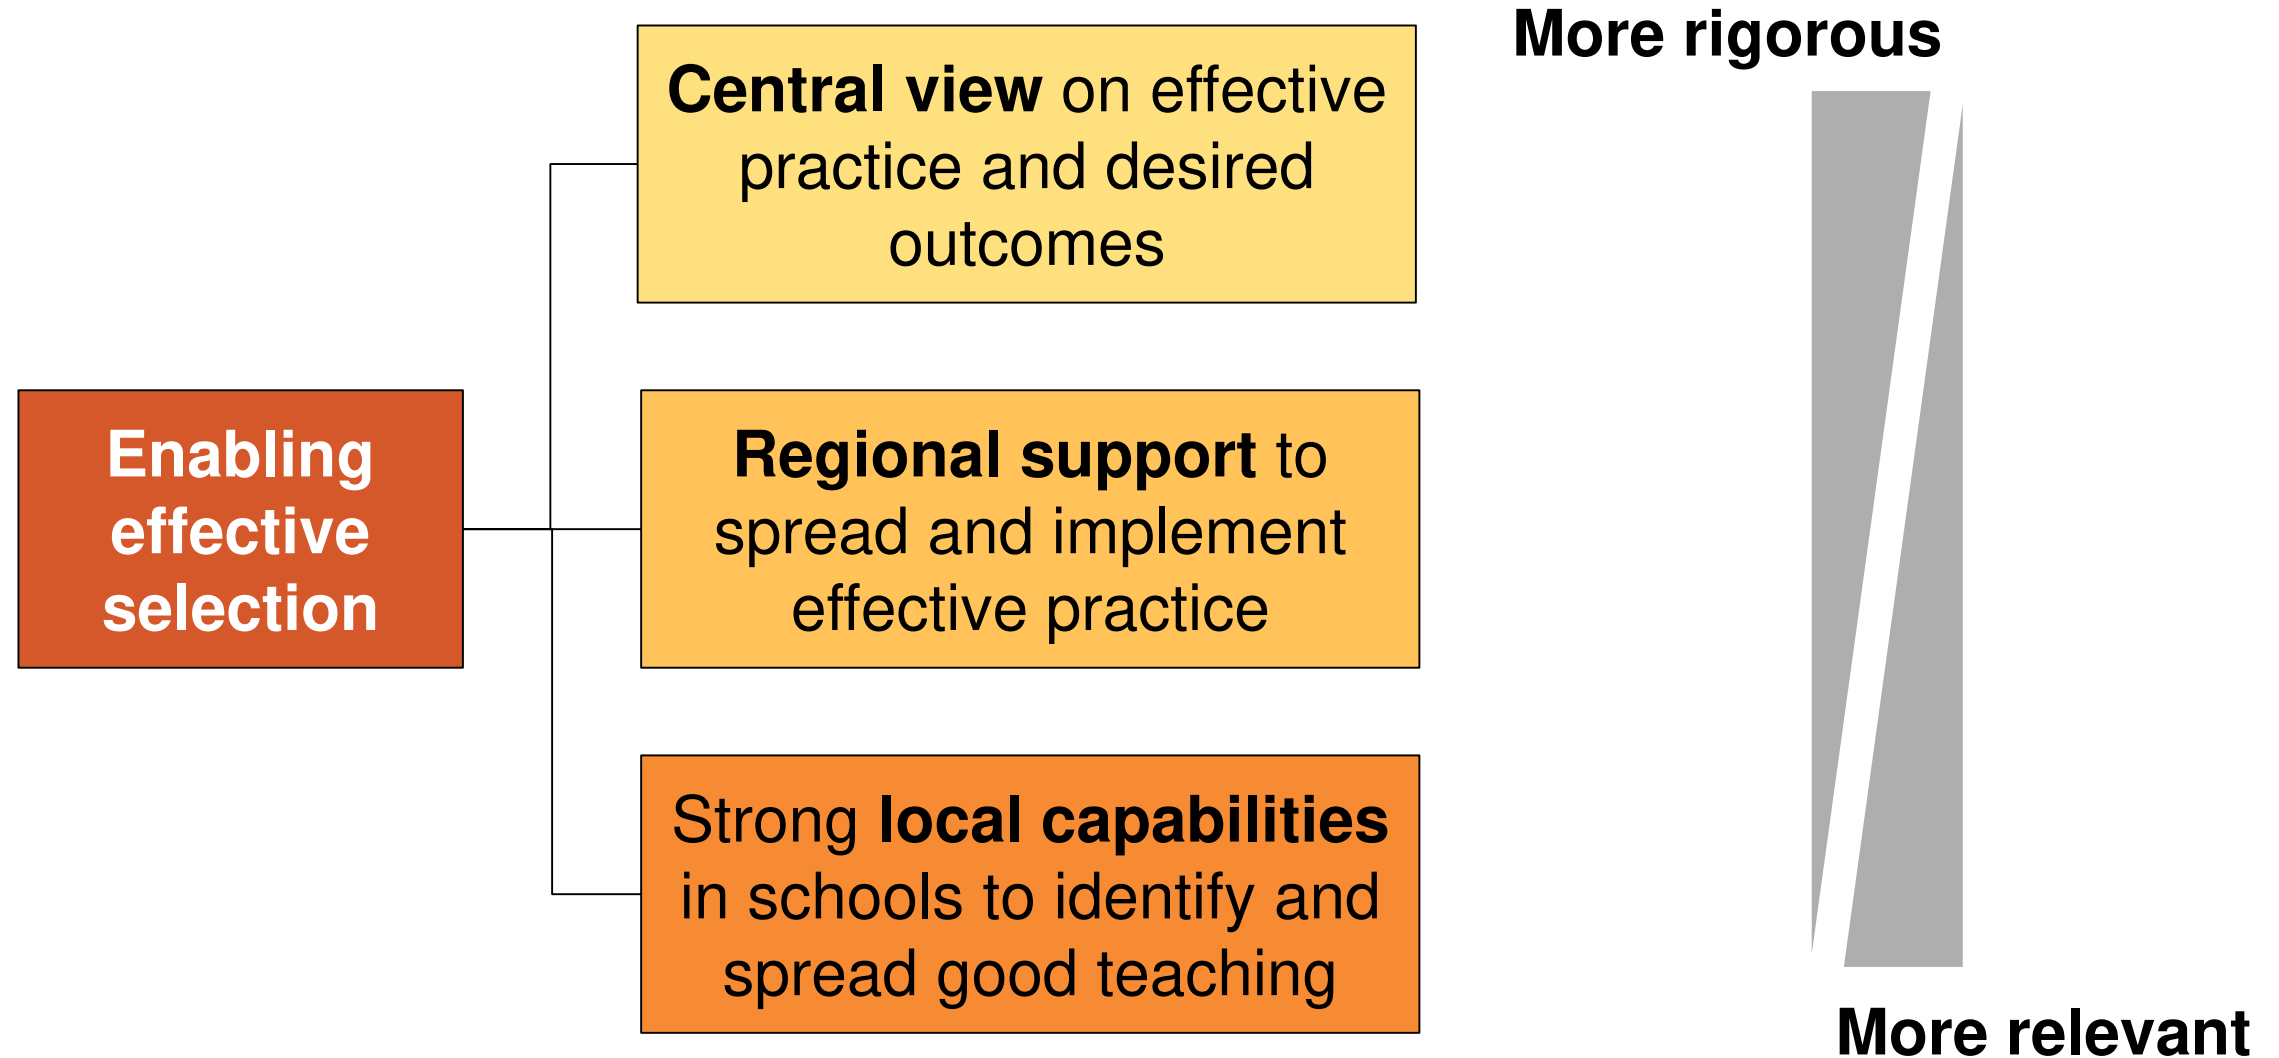 More rigorous
Central view on effective
practice and desired
outcomes
Enabling
effective
selection
Regional support to
spread and implement
effective practice
Strong local capabilities
in schools to identify and
spread good teaching
More relevant